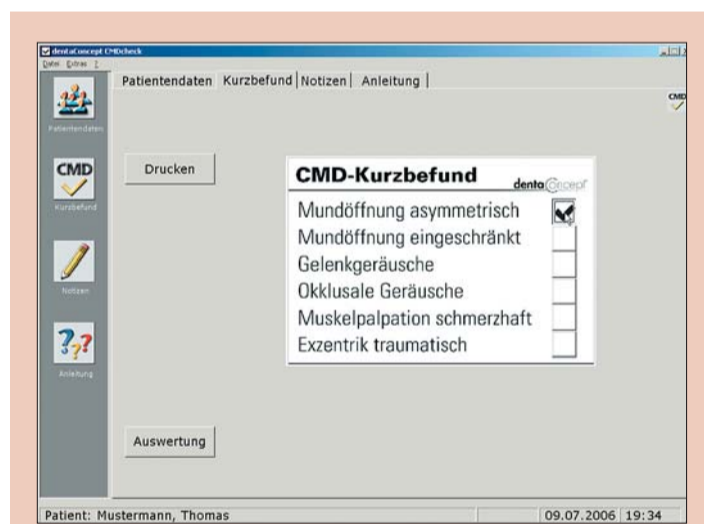 dentaConcept CMDcheck
Datei Extras ?
Patientendaten Kurzbefund Notizen Anleitung
CMD
Patientendaten
CMD
Kurzbefund
Notizen
Anleitung
Drucken
CMD-Kurzbefund
dentaConcept
Mundöffnung asymmetrisch
Mundöffnung eingeschränkt
Gelenkgeräusche
Okklusale Geräusche
Muskelpalpation schmerzhaft
Exzentrik traumatisch
Auswertung
Patient: Mustermann, Thomas 09.07.2006 19:34